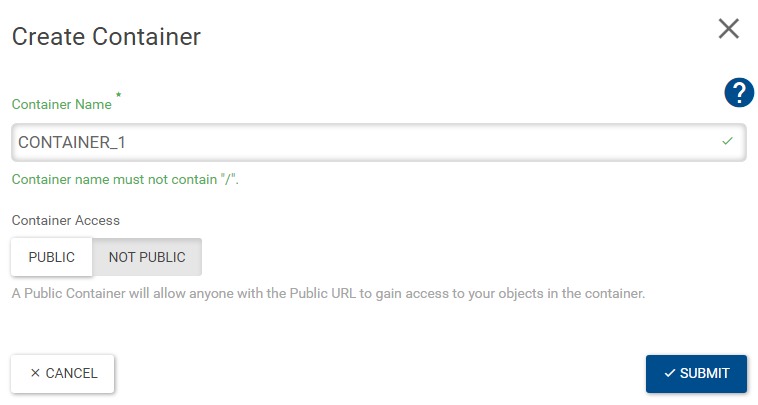 Create Container
Container Name *
CONTAINER_1
Container name must not contain "/".
Container Access
PUBLIC NOT PUBLIC
A Public Container will allow anyone with the Public URL to gain access to your objects in the container.
CANCEL SUBMIT